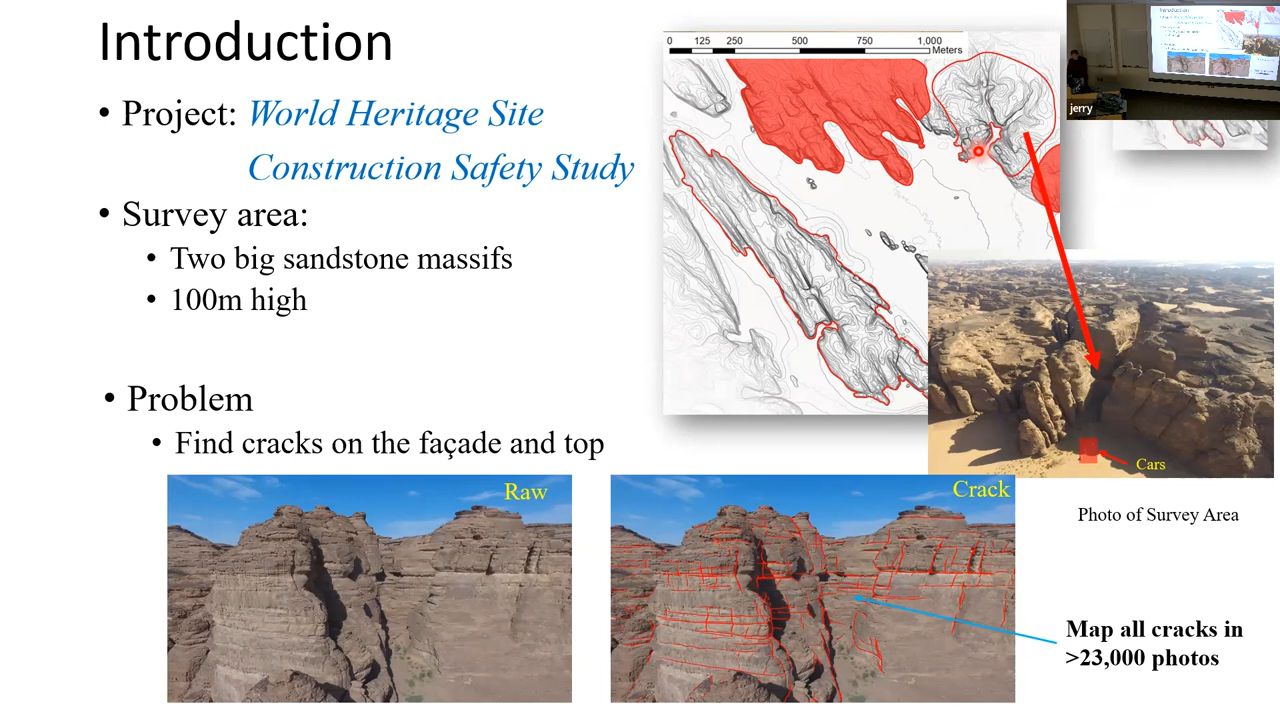 Introduction
• Project: World Heritage Site
Construction Safety Study
• Survey area:
• Two big sandstone massifs
• 100m high
• Problem
• Find cracks on the façade and top
0 125 250 500 750 1,000
Meters
jerry
Cars
Photo of Survey Area
Raw
Crack
Map all cracks in
>23,000 photos